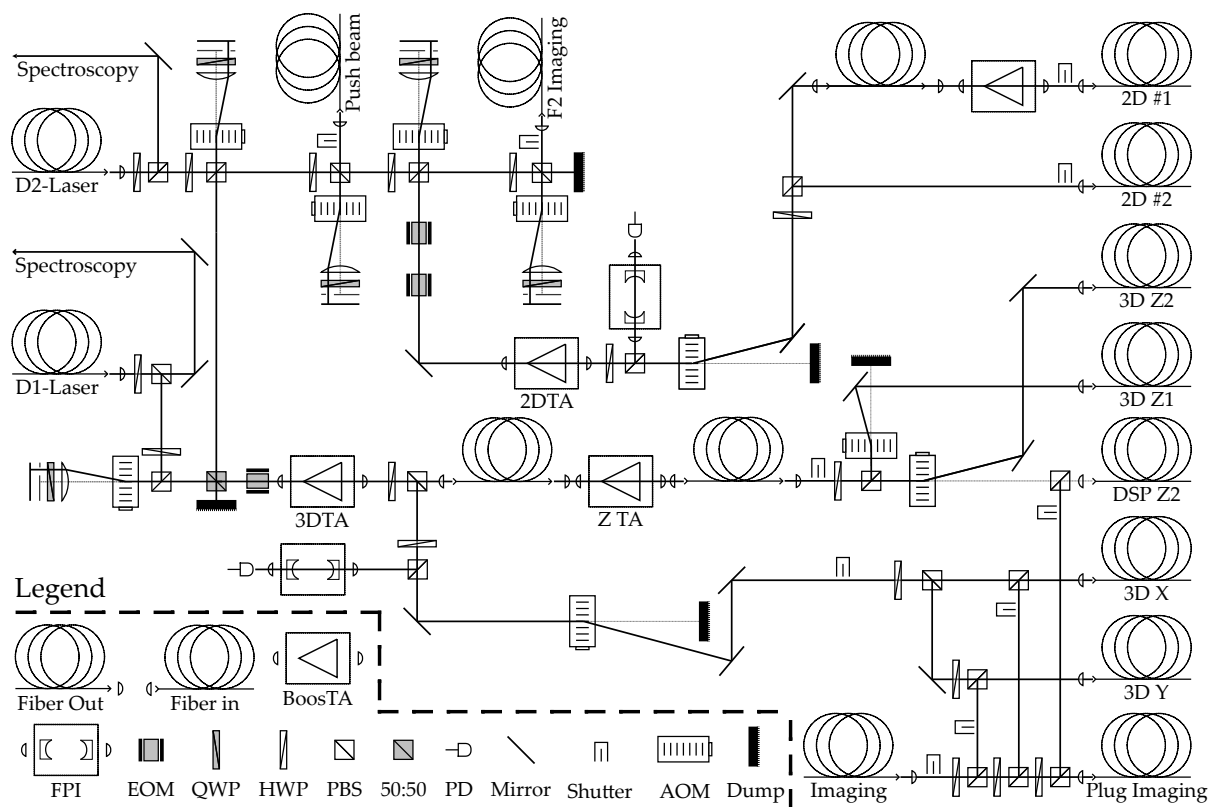 Spectroscopy
Push beam
F2 Imaging
2D #1
D2-Laser
2D #2
Spectroscopy
3D Z2
D1-Laser
2DTA
3D Z1
3DTA
Z TA
DSP Z2
Legend
3D X
Fiber Out
Fiber in
BoosTA
3D Y
FPI
EOM
QWP
HWP
PBS
50:50
PD
Mirror
Shutter
AOM
Dump
Imaging
Plug Imaging